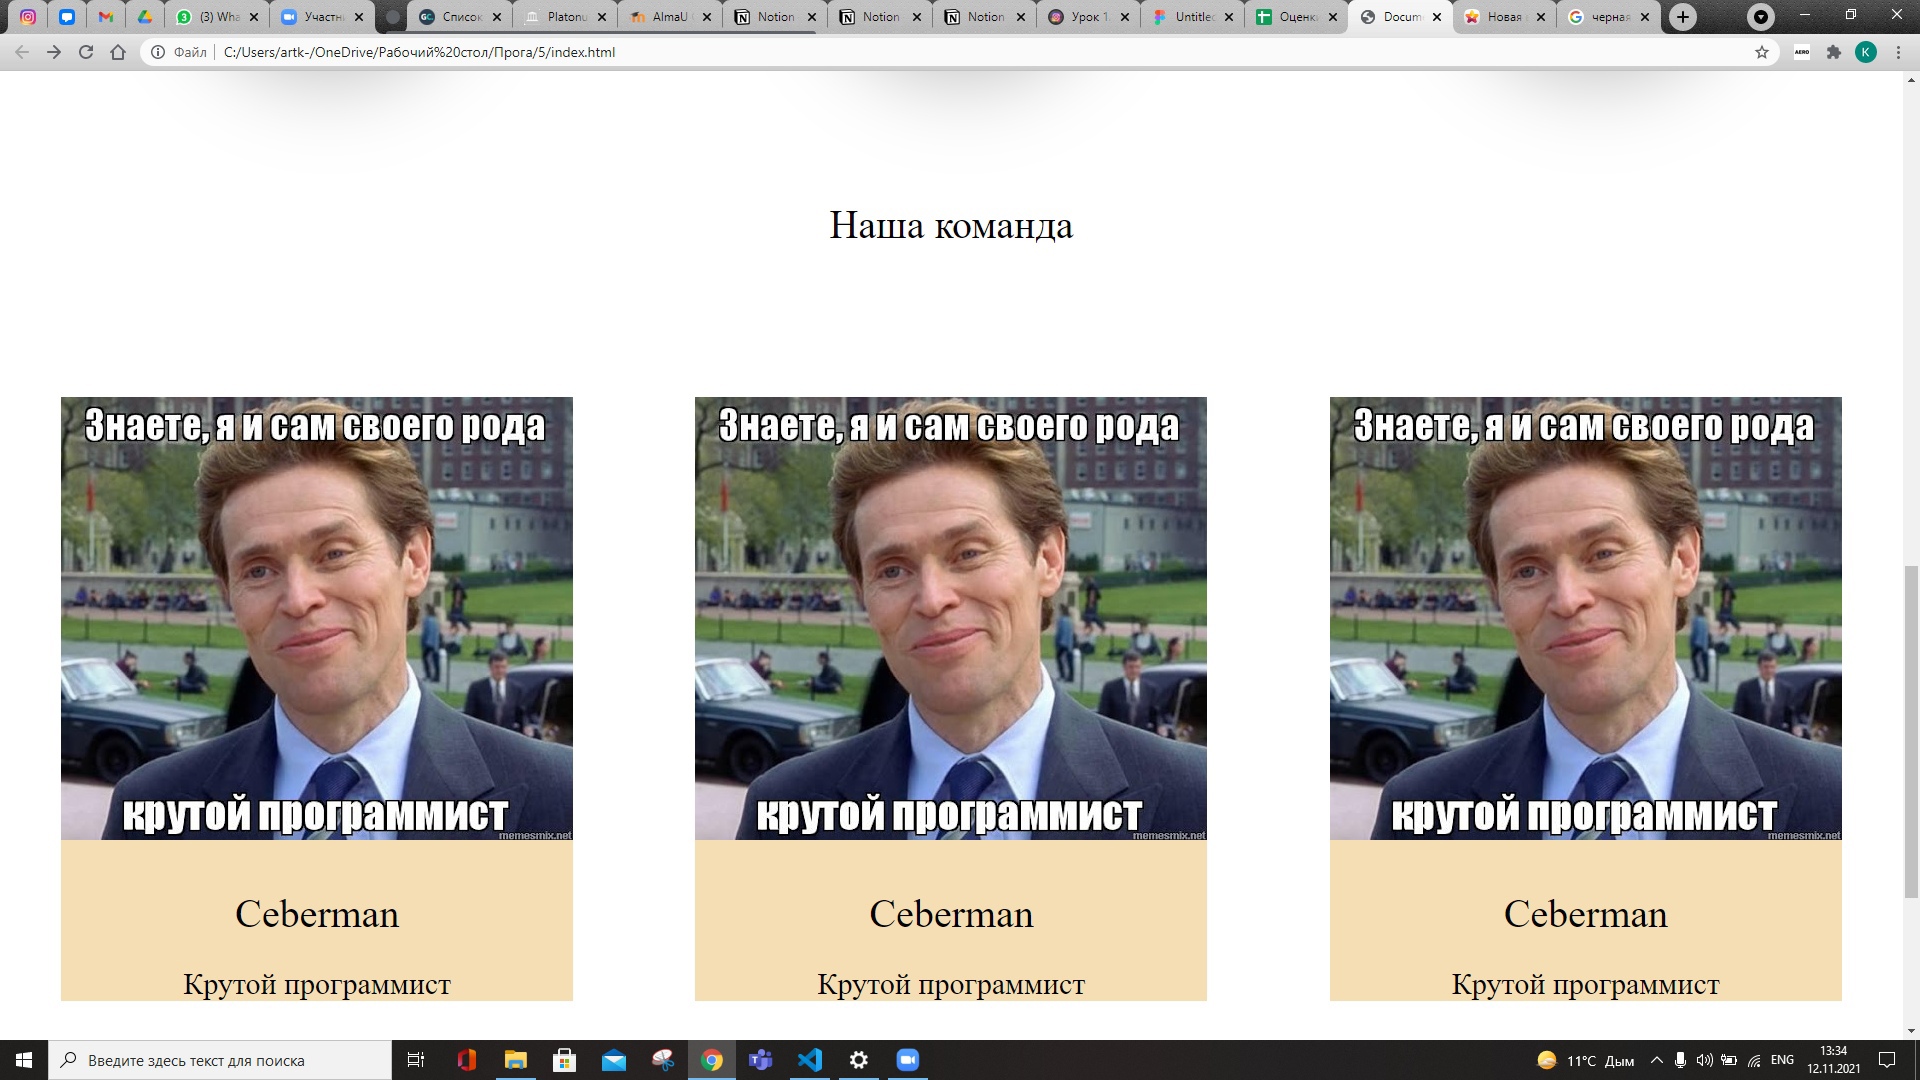 (3) Wha
Участн
Список
Platonu
AlmaU
Notion
Notion
Notion
Урок 1.
Untitled
Оценки
Docum
Новая
черная
Файл
C:/Users/artk-/OneDrive/Рабочий%20стол/Прога/5/index.html
AERO
K
Наша команда
Знаете, я и сам своего рода
крутой программист
memesmix.net
Ceberman
Крутой программист
Знаете, я и сам своего рода
крутой программист
memesmix.net
Ceberman
Крутой программист
Знаете, я и сам своего рода
крутой программист
memesmix.net
Ceberman
Крутой программист
Введите здесь текст для поиска
11°C Дым
ENG
13:34
12.11.2021